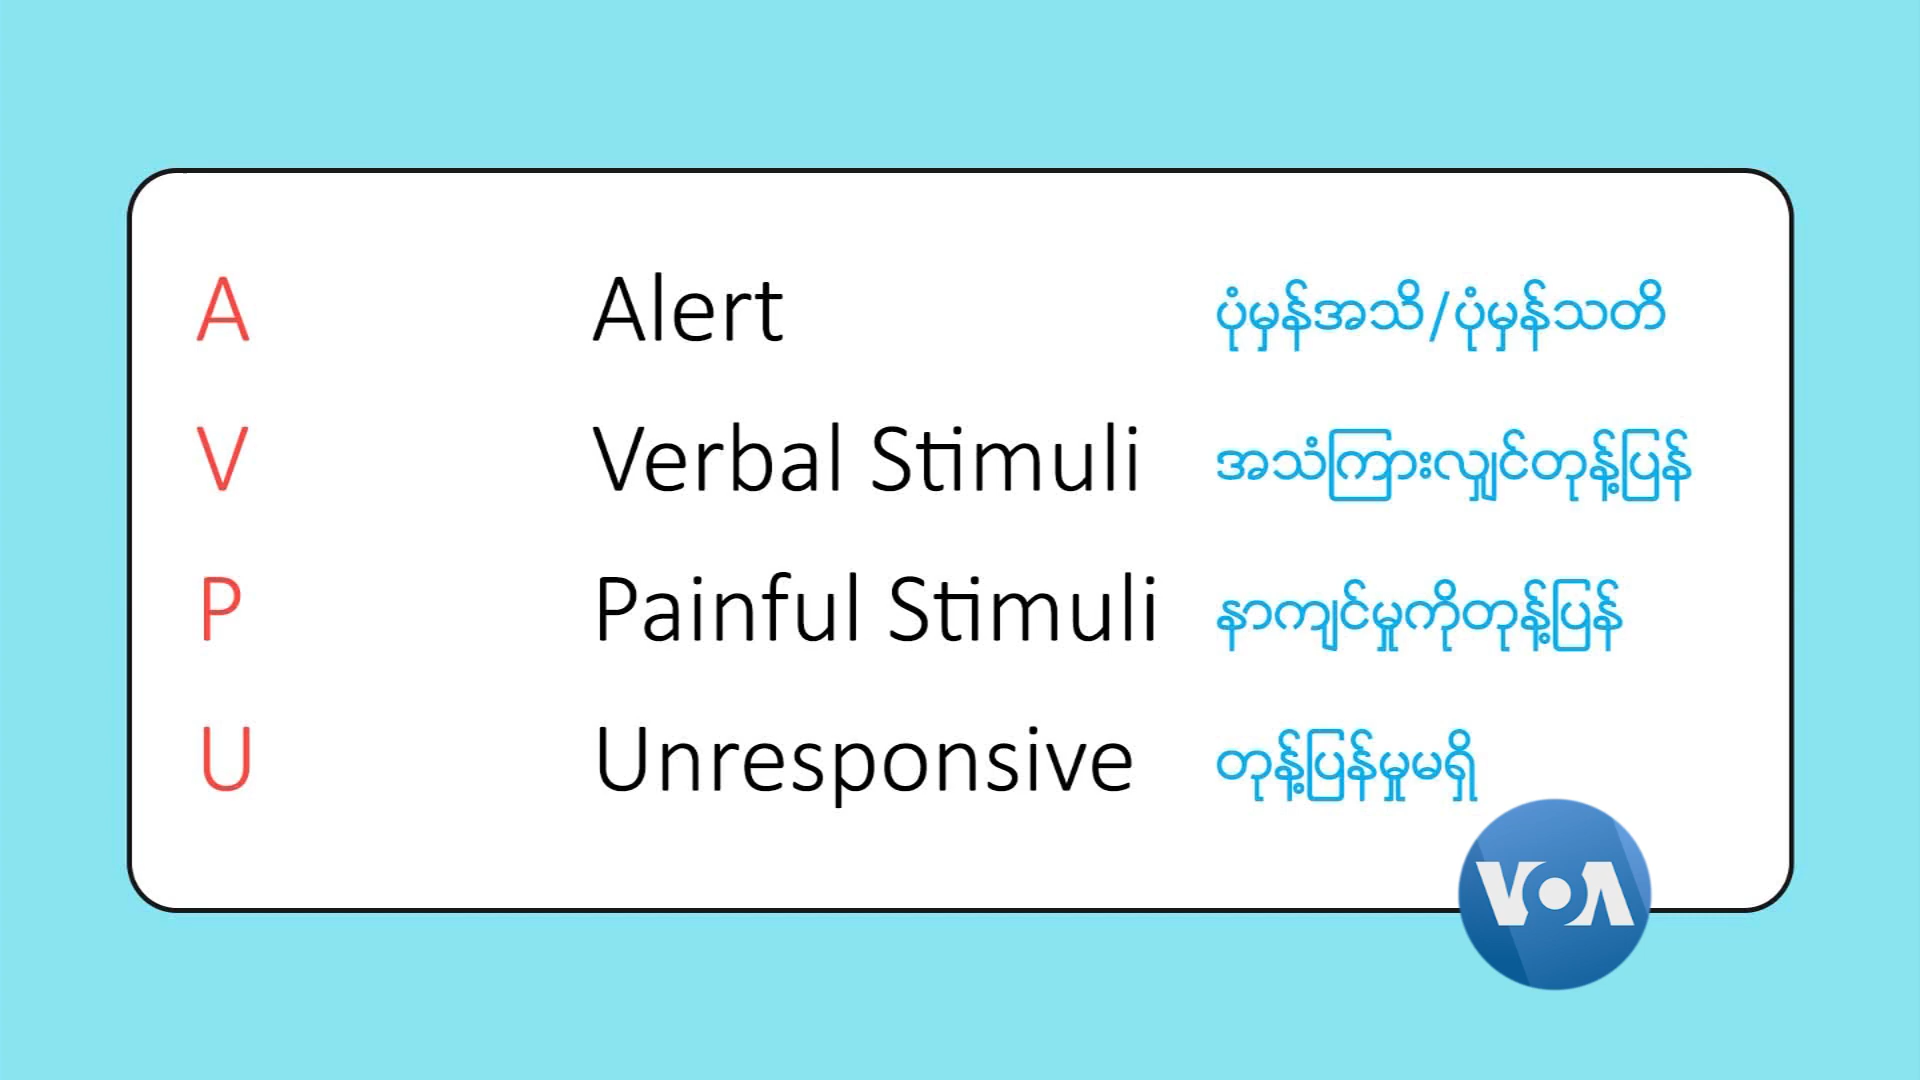 A Alert ပုံမှန်အသိ/ပုံမှန်သတိ
V Verbal Stimuli အသံကြားလျှင်တုန့်ပြန်
P Painful Stimuli နာကျင်မှုကိုတုန့်ပြန်
U Unresponsive တုန့်ပြန်မှုမရှိ
VOA